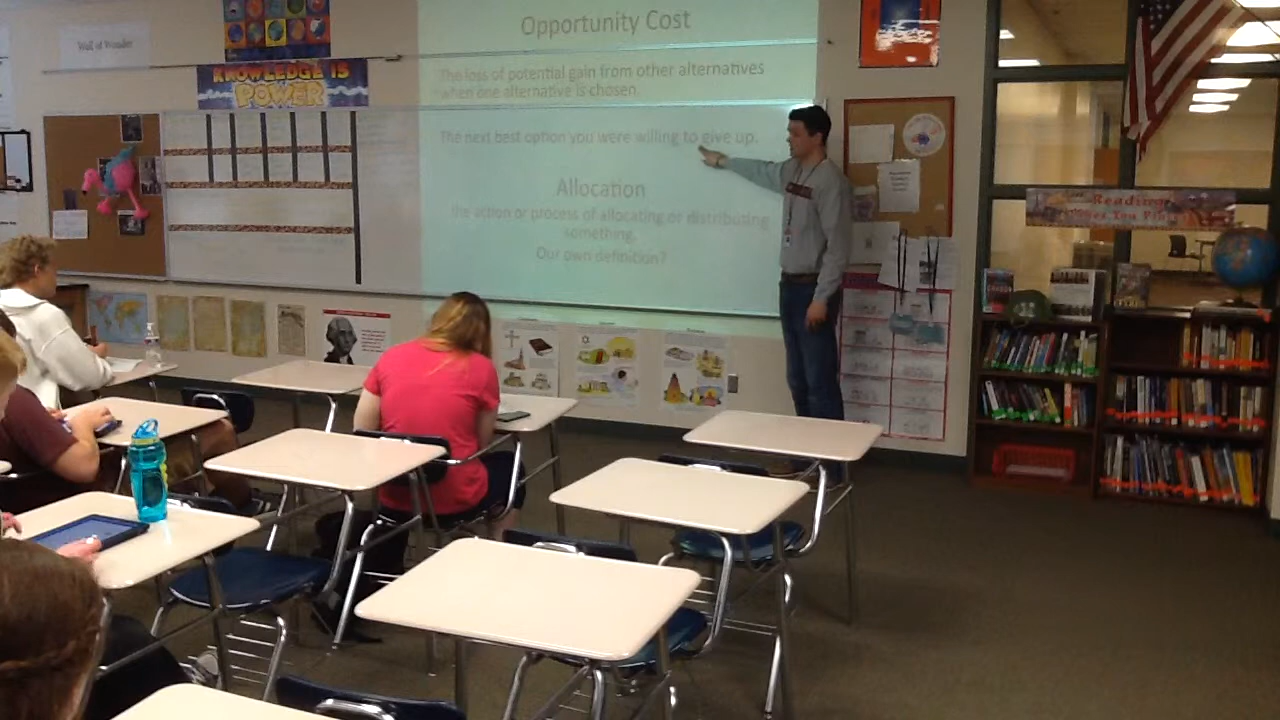 Opportunity Cost
Wall of Wonder
The loss of potential gain from other alternatives
when one alternative is chosen.
KNOWLEDGE IS
POWER
The next best option you were willing to give up.
Allocation
The action or process of allocating or distributing
something.
Our own definition?
Reading